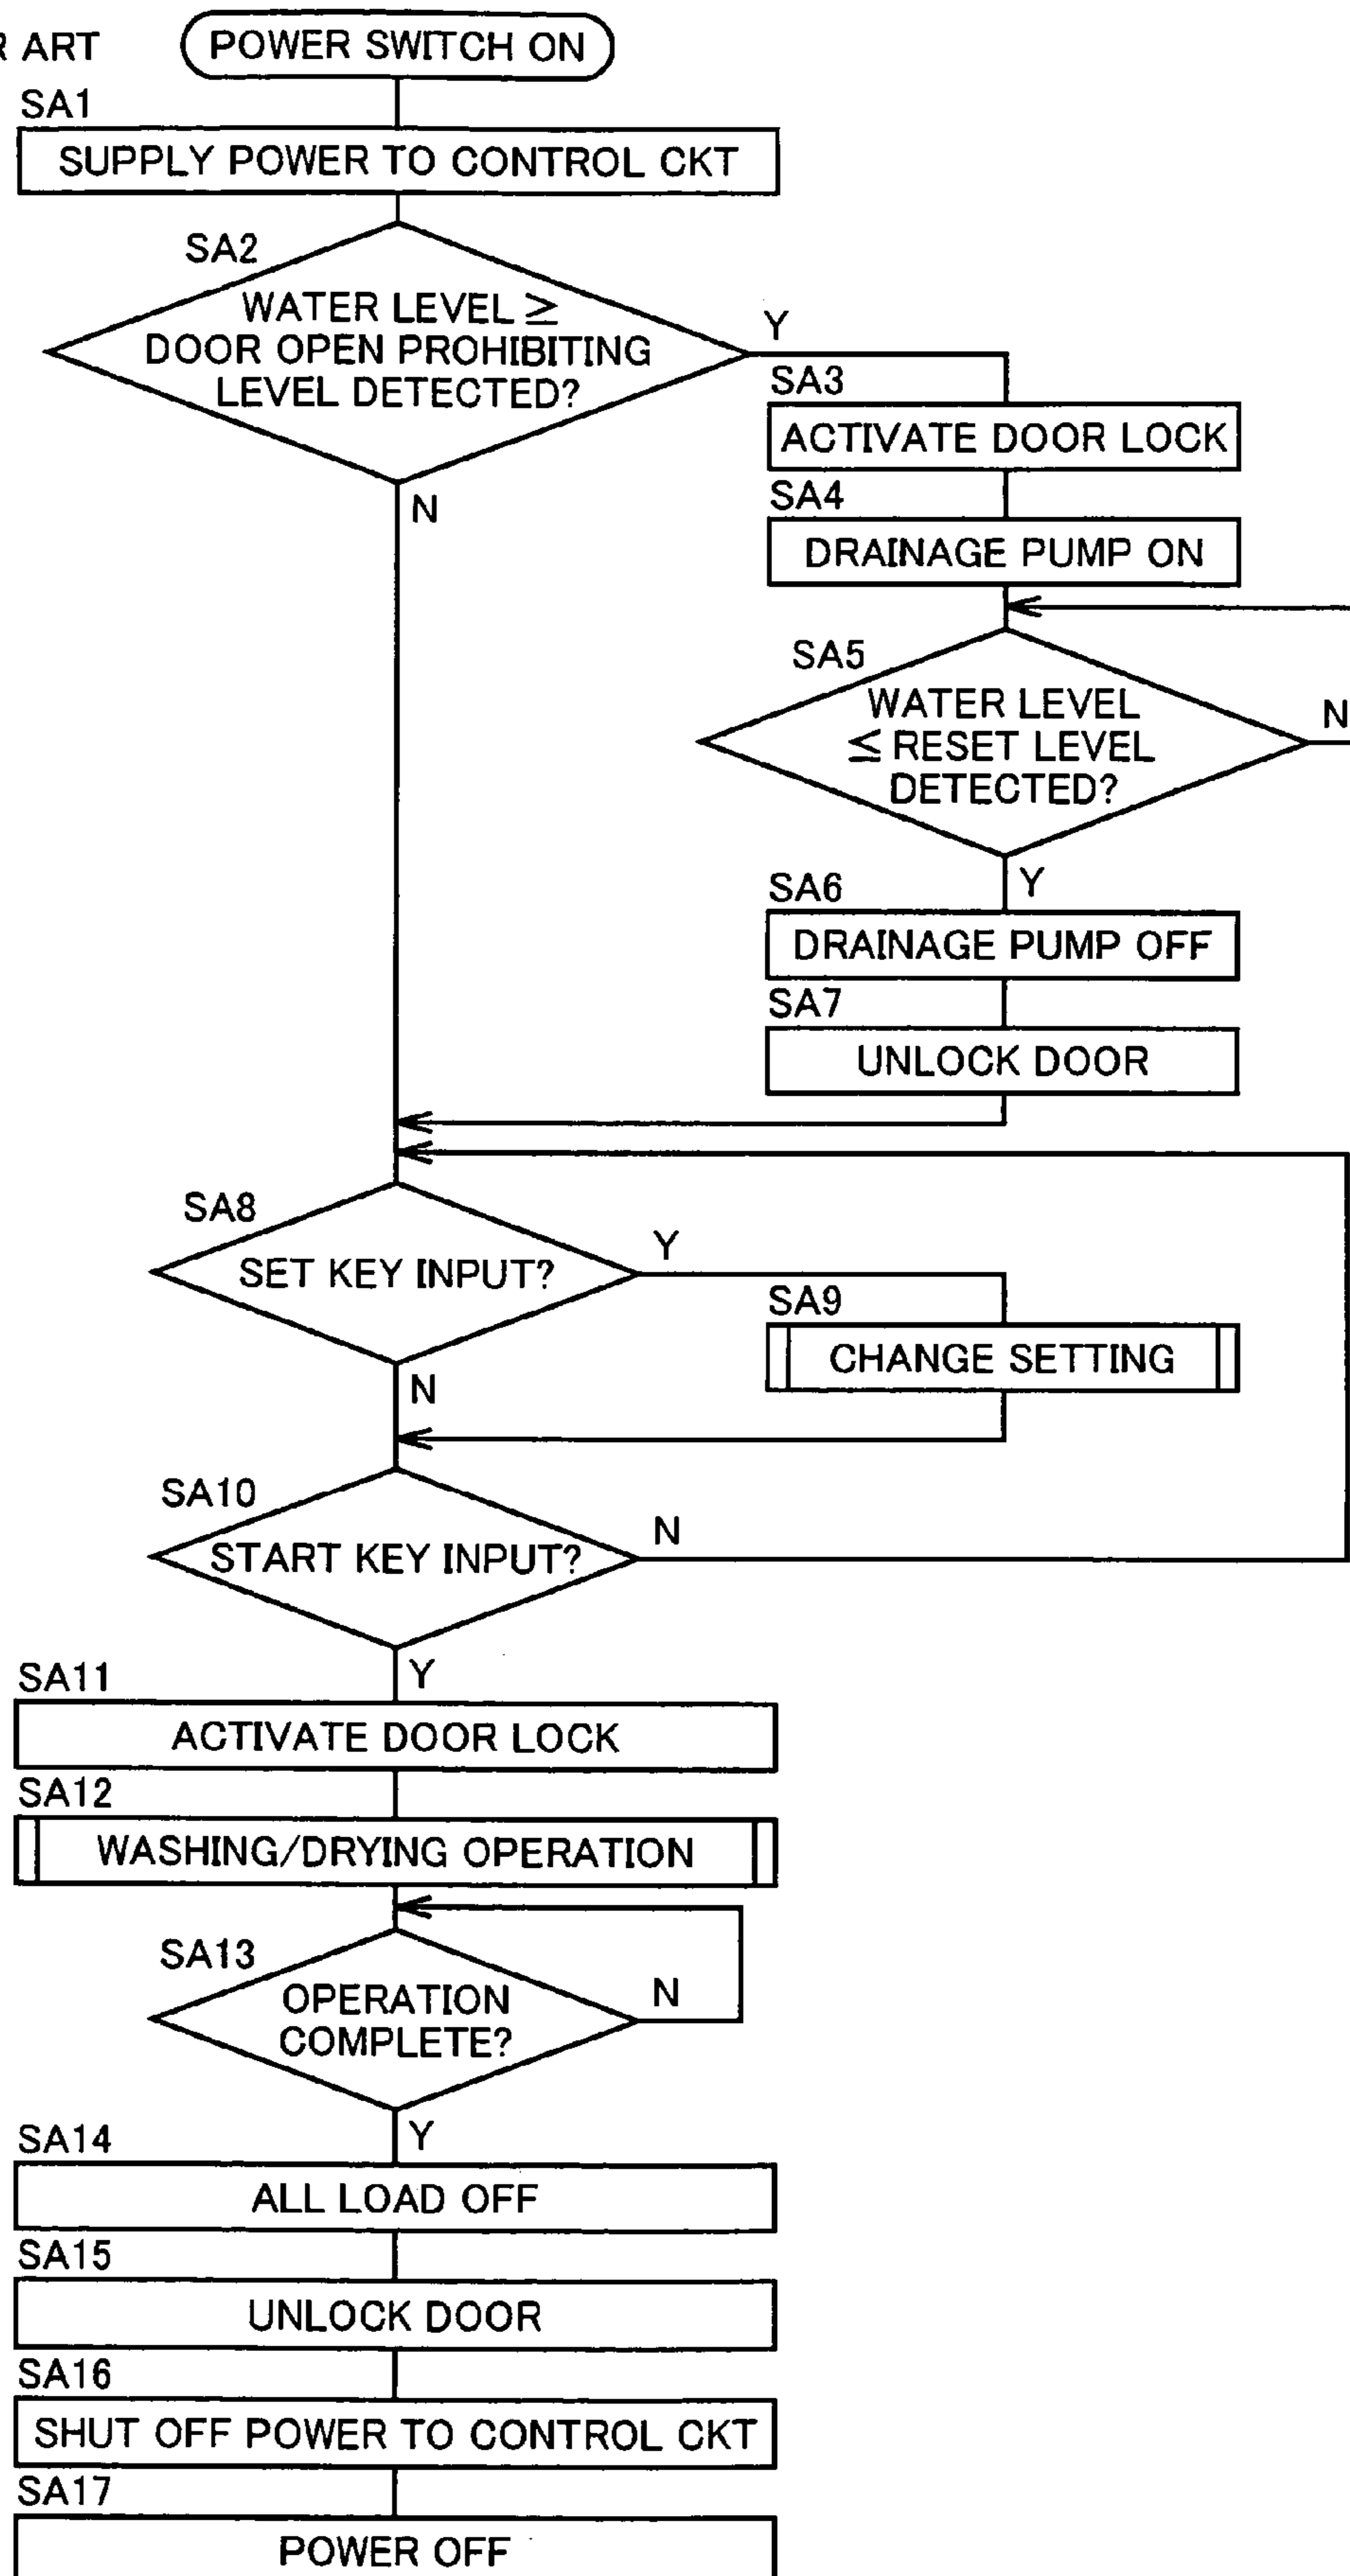 R ART
POWER SWITCH ON
SA1
SUPPLY POWER TO CONTROL CKT
SA2
WATER LEVEL ≧
DOOR OPEN PROHIBITING
LEVEL DETECTED?
Y
N
SA3
ACTIVATE DOOR LOCK
SA4
DRAINAGE PUMP ON
SA5
WATER LEVEL
≦ RESET LEVEL
DETECTED?
N
Y
SA6
DRAINAGE PUMP OFF
SA7
UNLOCK DOOR
SA8
SET KEY INPUT?
Y
N
SA9
CHANGE SETTING
SA10
START KEY INPUT?
N
Y
SA11
ACTIVATE DOOR LOCK
SA12
WASHING/DRYING OPERATION
SA13
OPERATION
COMPLETE?
N
Y
SA14
ALL LOAD OFF
SA15
UNLOCK DOOR
SA16
SHUT OFF POWER TO CONTROL CKT
SA17
POWER OFF